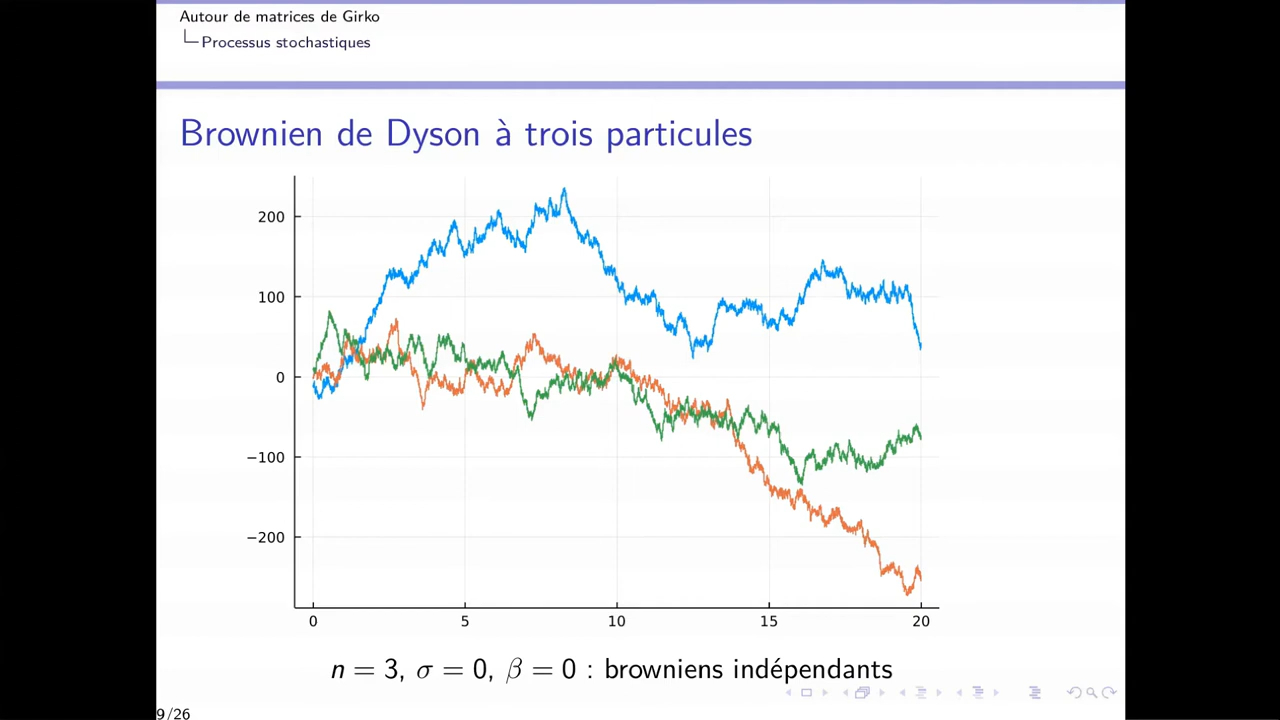 Autour de matrices de Girko
Processus stochastiques
Brownien de Dyson à trois particules
200
100
0
−100
−200
0 5 10 15 20
n = 3, σ = 0, β = 0 : browniens indépendants
9/26